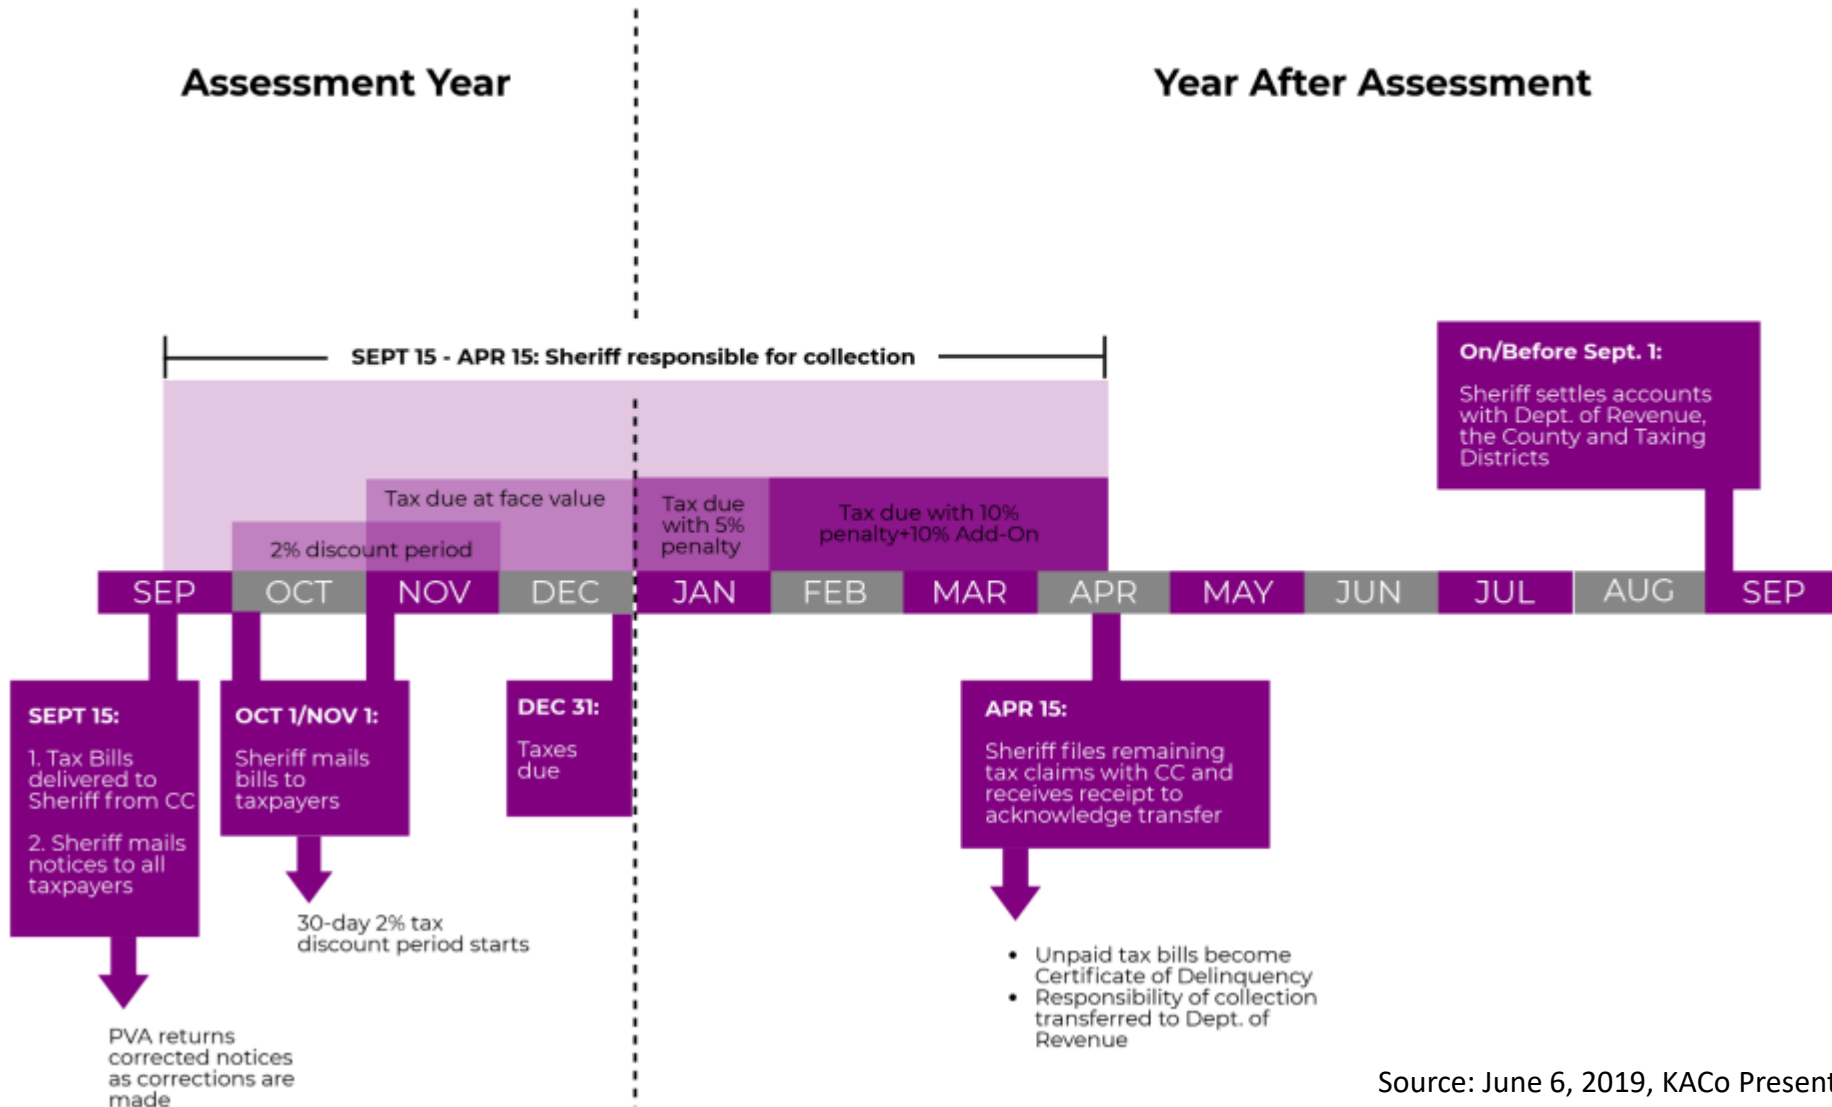 Assessment Year
Year After Assessment
SEPT 15 - APR 15: Sheriff responsible for collection
On/Before Sept. 1:
Sheriff settles accounts
with Dept. of Revenue,
the County and Taxing
Districts
Tax due at face value
2% discount period
Tax due
with 5%
penalty
Tax due with 10%
penalty+10% Add-On
SEP
OCT
NOV
DEC
JAN
FEB
MAR
APR
MAY
JUN
JUL
AUG
SEP
SEPT 15:
1. Tax Bills
delivered to
Sheriff from CC
2. Sheriff mails
notices to all
taxpayers
PVA returns
corrected notices
as corrections are
made
OCT 1/NOV 1:
Sheriff mails
bills to
taxpayers
30-day 2% tax
discount period starts
DEC 31:
Taxes
due
APR 15:
Sheriff files remaining
tax claims with CC and
receives receipt to
acknowledge transfer
• Unpaid tax bills become
Certificate of Delinquency
• Responsibility of collection
transferred to Dept. of
Revenue
Source: June 6, 2019, KACo Present